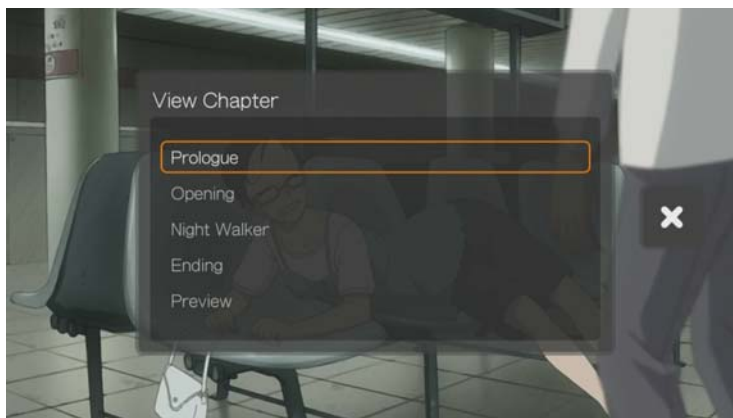 View Chapter
Prologue
Opening
Night Walker
Ending
Preview